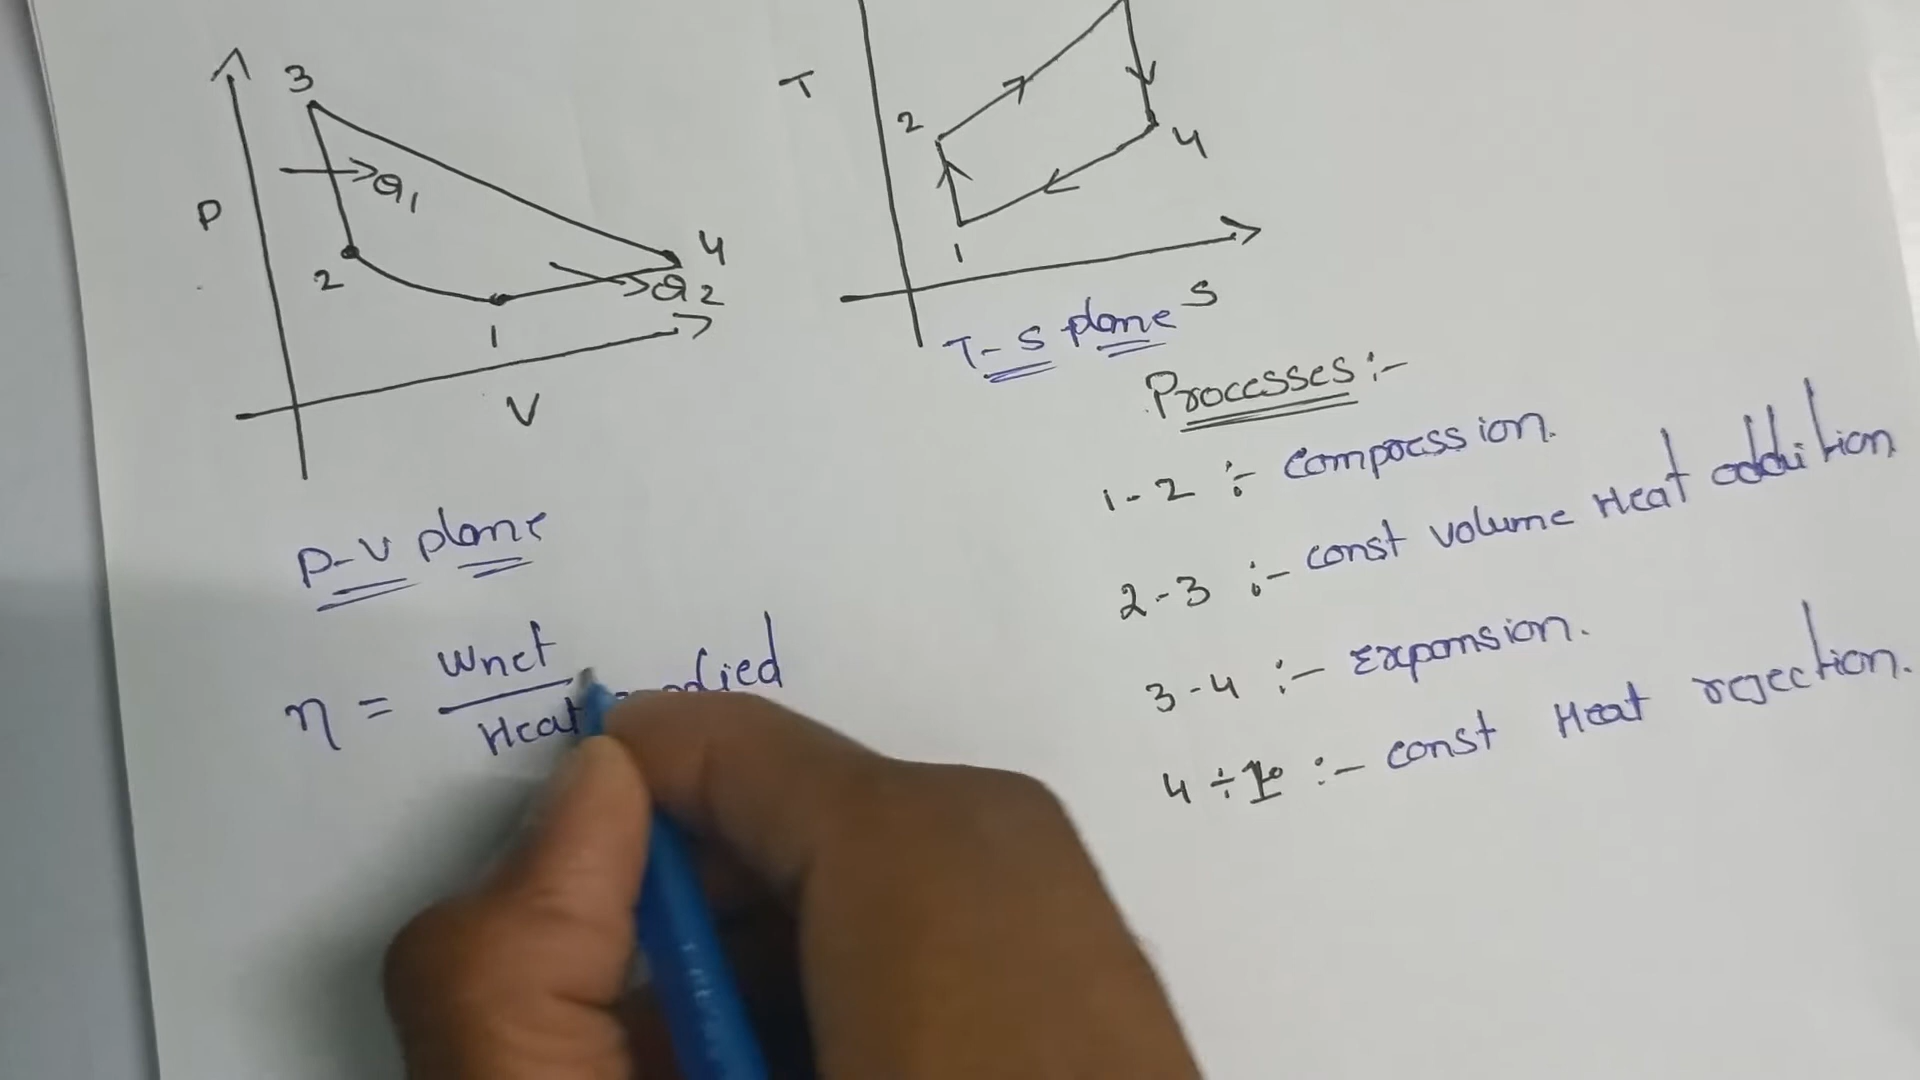 3
Q1
P
2
4
Q2
1
V
P-V plane
T
2
4
1
S
T-S plane
Processes :-
1-2 :- compression.
2-3 :- const volume Heat addition
3-4 :- Expansion.
4 ÷ 1 :- const Heat rejection.
η = Wnet
Heat